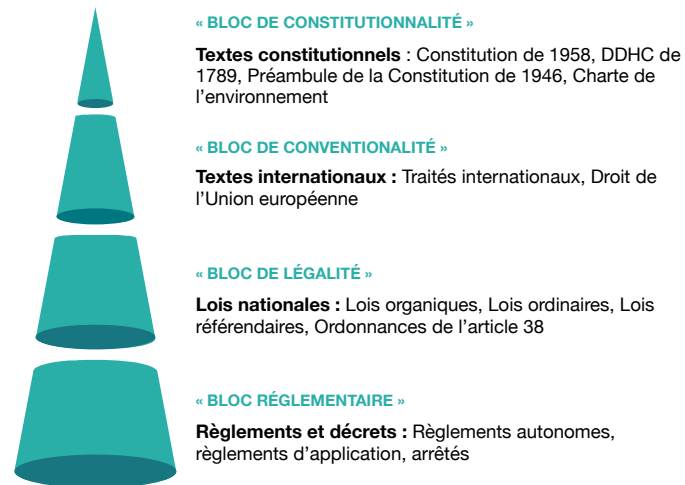 « BLOC DE CONSTITUTIONNALITÉ »
Textes constitutionnels : Constitution de 1958, DDHC de
1789, Préambule de la Constitution de 1946, Charte de
l’environnement
« BLOC DE CONVENTIONALITÉ »
Textes internationaux : Traités internationaux, Droit de
l’Union européenne
« BLOC DE LÉGALITÉ »
Lois nationales : Lois organiques, Lois ordinaires, Lois
référendaires, Ordonnances de l’article 38
« BLOC RÉGLEMENTAIRE »
Règlements et décrets : Règlements autonomes,
règlements d’application, arrêtés